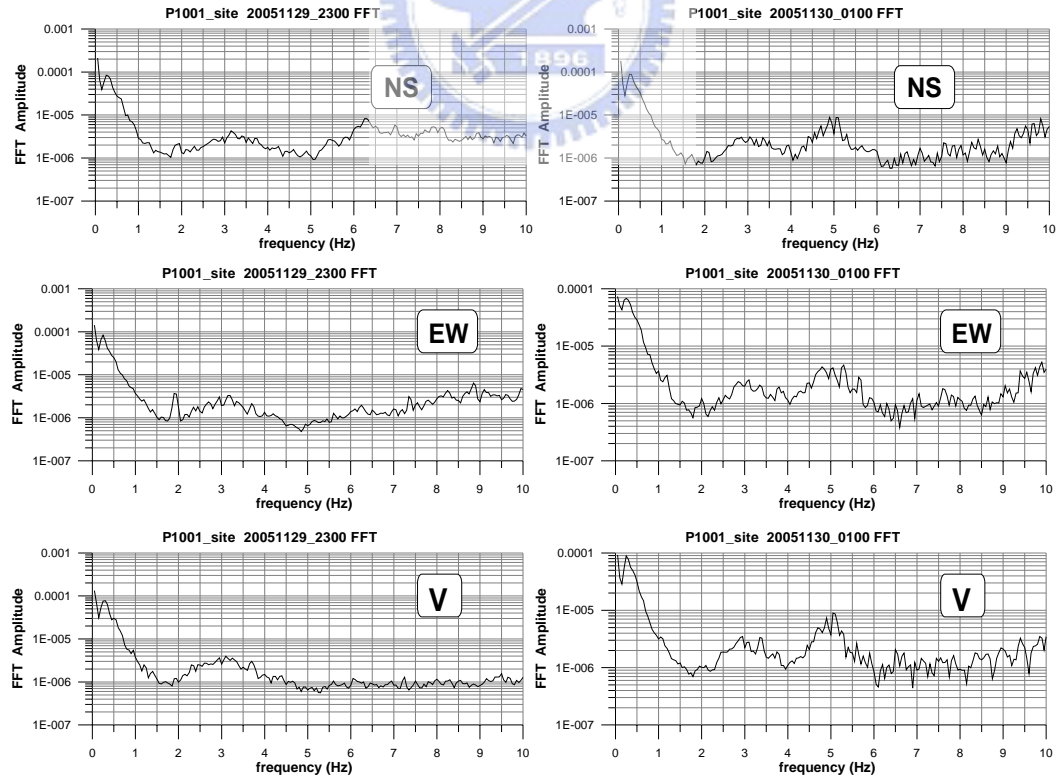 P1001_site 20051129_2300 FFT
0.001
0.0001
1E-005
1E-006
1E-007
FFT Amplitude
NS
0 1 2 3 4 5 6 7 8 9 10
frequency (Hz)
P1001_site 20051130_0100 FFT
1896
0.001
0.0001
1E-005
1E-006
1E-007
FFT Amplitude
NS
0 1 2 3 4 5 6 7 8 9 10
frequency (Hz)
P1001_site 20051129_2300 FFT
0.001
0.0001
1E-005
1E-006
1E-007
FFT Amplitude
EW
0 1 2 3 4 5 6 7 8 9 10
frequency (Hz)
P1001_site 20051130_0100 FFT
0.0001
1E-005
1E-006
1E-007
FFT Amplitude
EW
0 1 2 3 4 5 6 7 8 9 10
frequency (Hz)
P1001_site 20051129_2300 FFT
0.001
0.0001
1E-005
1E-006
1E-007
FFT Amplitude
V
0 1 2 3 4 5 6 7 8 9 10
frequency (Hz)
P1001_site 20051130_0100 FFT
0.0001
1E-005
1E-006
1E-007
FFT Amplitude
V
0 1 2 3 4 5 6 7 8 9 10
frequency (Hz)